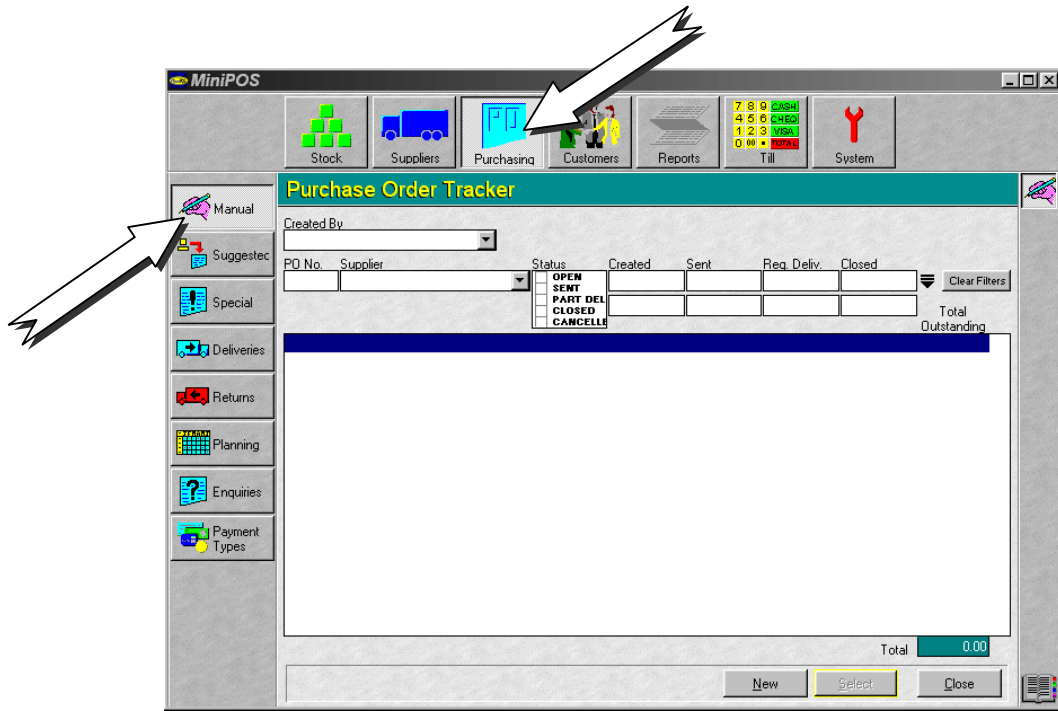 MiniPOS
7 8 9 CASH
4 5 6 CHEQ
1 2 3 VISA
0 00 ▪ TOTAL
PO
Stock Suppliers Purchasing Customers Reports Till System
Purchase Order Tracker
Manual
Suggestec
Special
Deliveries
Returns
Planning
Enquiries
Payment
Types
Created By
PO No. Supplier Status Created Sent Req. Deliv. Closed
OPEN
SENT
PART DEL
CLOSED
CANCELLE
Clear Filters
Total
Outstanding
Total 0.00
New Select Close